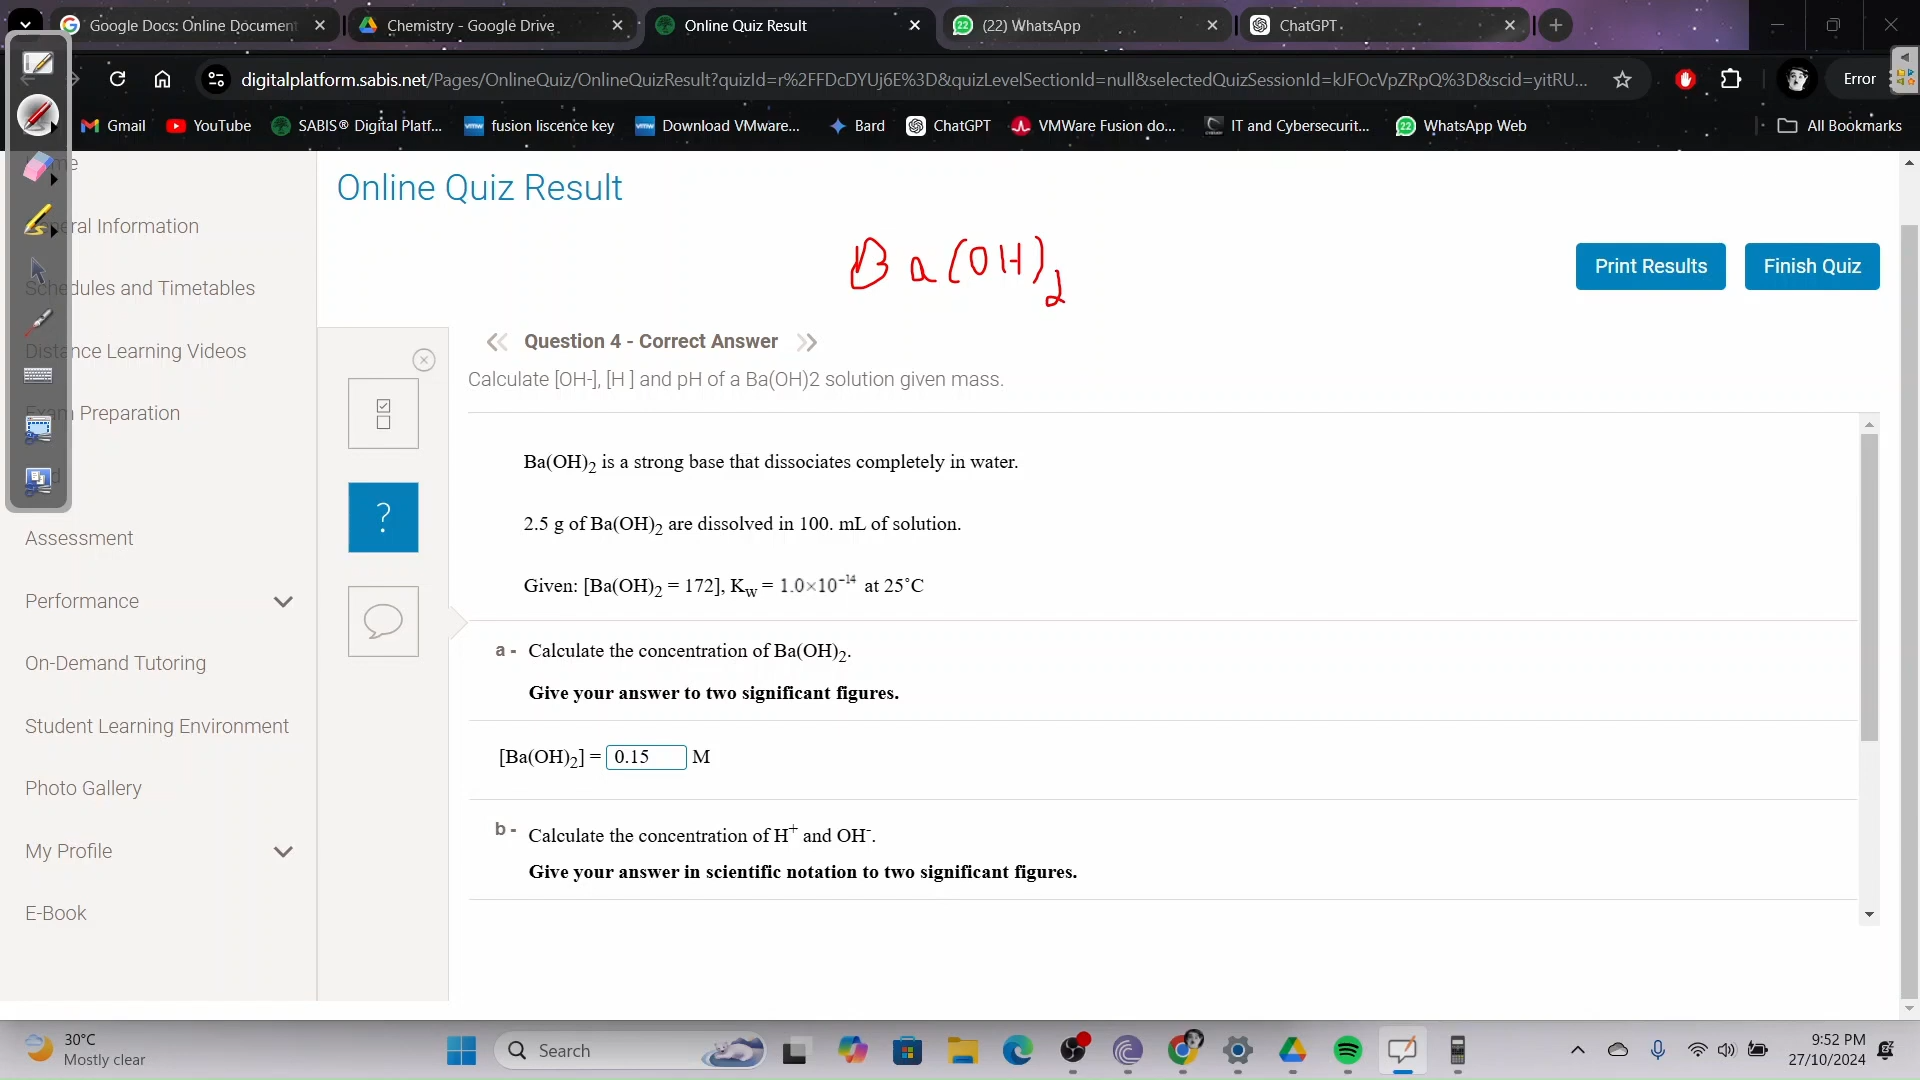 Google Docs: Online Document
Chemistry - Google Drive
Online Quiz Result
(22) WhatsApp
ChatGPT
digitalplatform.sabis.net/Pages/OnlineQuiz/OnlineQuizResult?quizId=r%2FFDcDYUj6E%3D&quizLevelSectionId=null&selectedQuizSessionId=kJFOcVpZRpQ%3D&scid=yitRU...
Error
Gmail
YouTube
SABIS® Digital Platf...
fusion liscence key
Download VMware...
Bard
ChatGPT
VMWare Fusion do...
IT and Cybersecurit...
WhatsApp Web
All Bookmarks
General Information
Schedules and Timetables
Distance Learning Videos
Exam Preparation
Assessment
Performance
On-Demand Tutoring
Student Learning Environment
Photo Gallery
My Profile
E-Book
Online Quiz Result
Ba(OH)₂
Print Results
Finish Quiz
Question 4 - Correct Answer
Calculate [OH-], [H ] and pH of a Ba(OH)2 solution given mass.
Ba(OH)₂ is a strong base that dissociates completely in water.
2.5 g of Ba(OH)₂ are dissolved in 100. mL of solution.
Given: [Ba(OH)₂ = 172], Kw = 1.0×10⁻¹⁴ at 25°C
a - Calculate the concentration of Ba(OH)₂.
Give your answer to two significant figures.
[Ba(OH)₂] = 0.15 M
b - Calculate the concentration of H⁺ and OH⁻.
Give your answer in scientific notation to two significant figures.
30°C
Mostly clear
Search
9:52 PM
27/10/2024